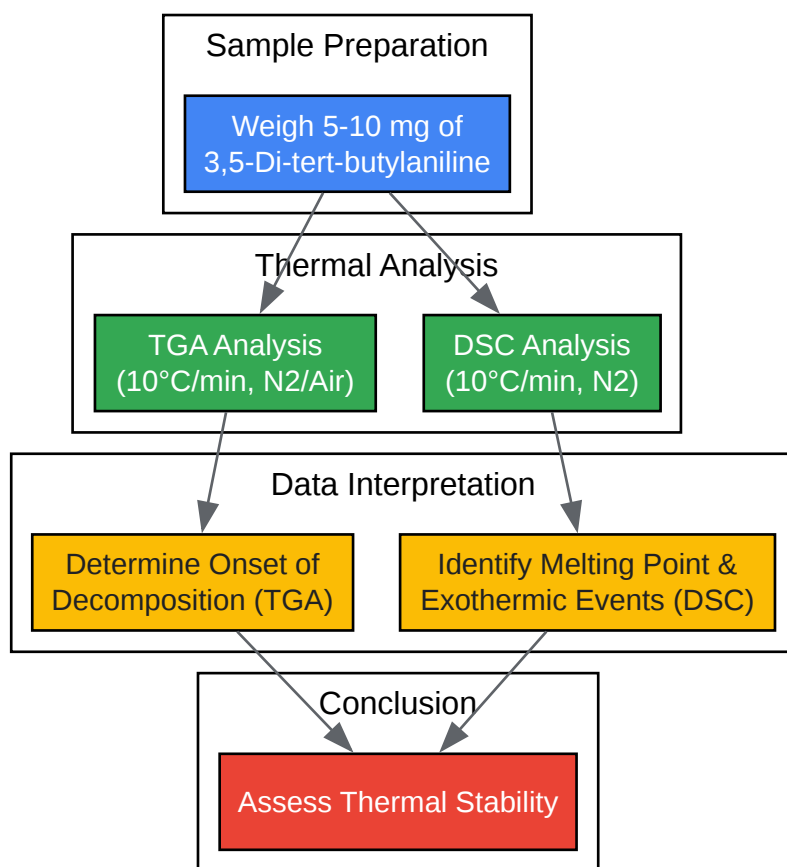 Sample Preparation
Weigh 5-10 mg of
3,5-Di-tert-butylaniline
Thermal Analysis
TGA Analysis
(10°C/min, N2/Air)
DSC Analysis
(10°C/min, N2)
Data Interpretation
Determine Onset of
Decomposition (TGA)
Identify Melting Point &
Exothermic Events (DSC)
Conclusion
Assess Thermal Stability